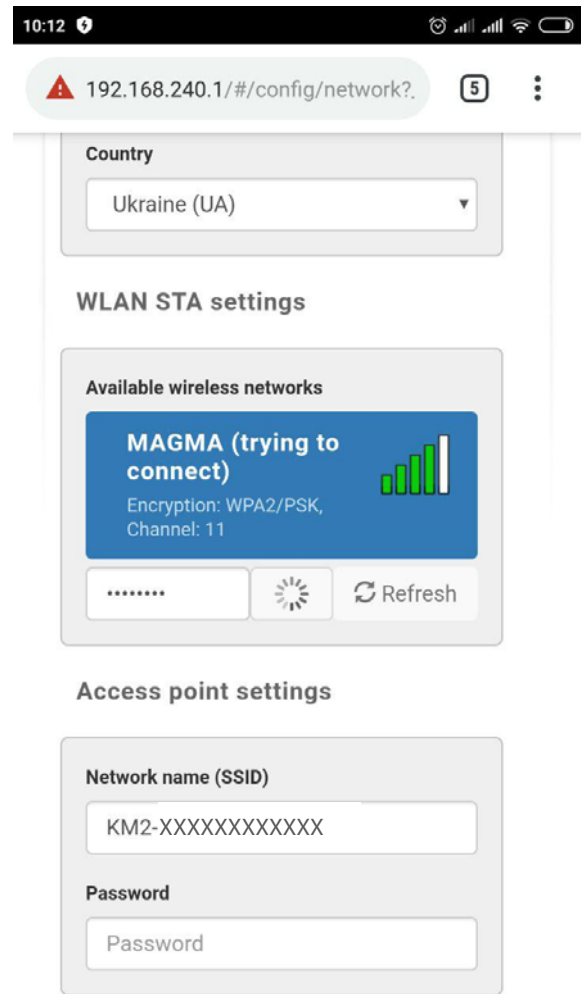 10:12
192.168.240.1/#/config/network?
5
Country
Ukraine (UA)
WLAN STA settings
Available wireless networks
MAGMA (trying to
connect)
Encryption: WPA2/PSK,
Channel: 11
••••••••
Refresh
Access point settings
Network name (SSID)
KM2-XXXXXXXXXXXX
Password
Password